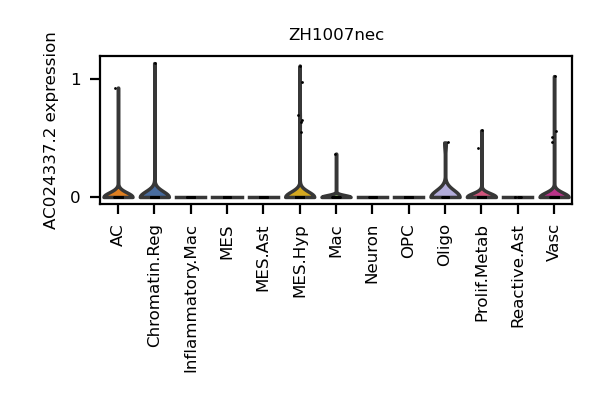 ZH1007nec
AC024337.2 expression
1
0
AC
Chromatin.Reg
Inflammatory.Mac
MES
MES.Ast
MES.Hyp
Mac
Neuron
OPC
Oligo
Prolif.Metab
Reactive.Ast
Vasc